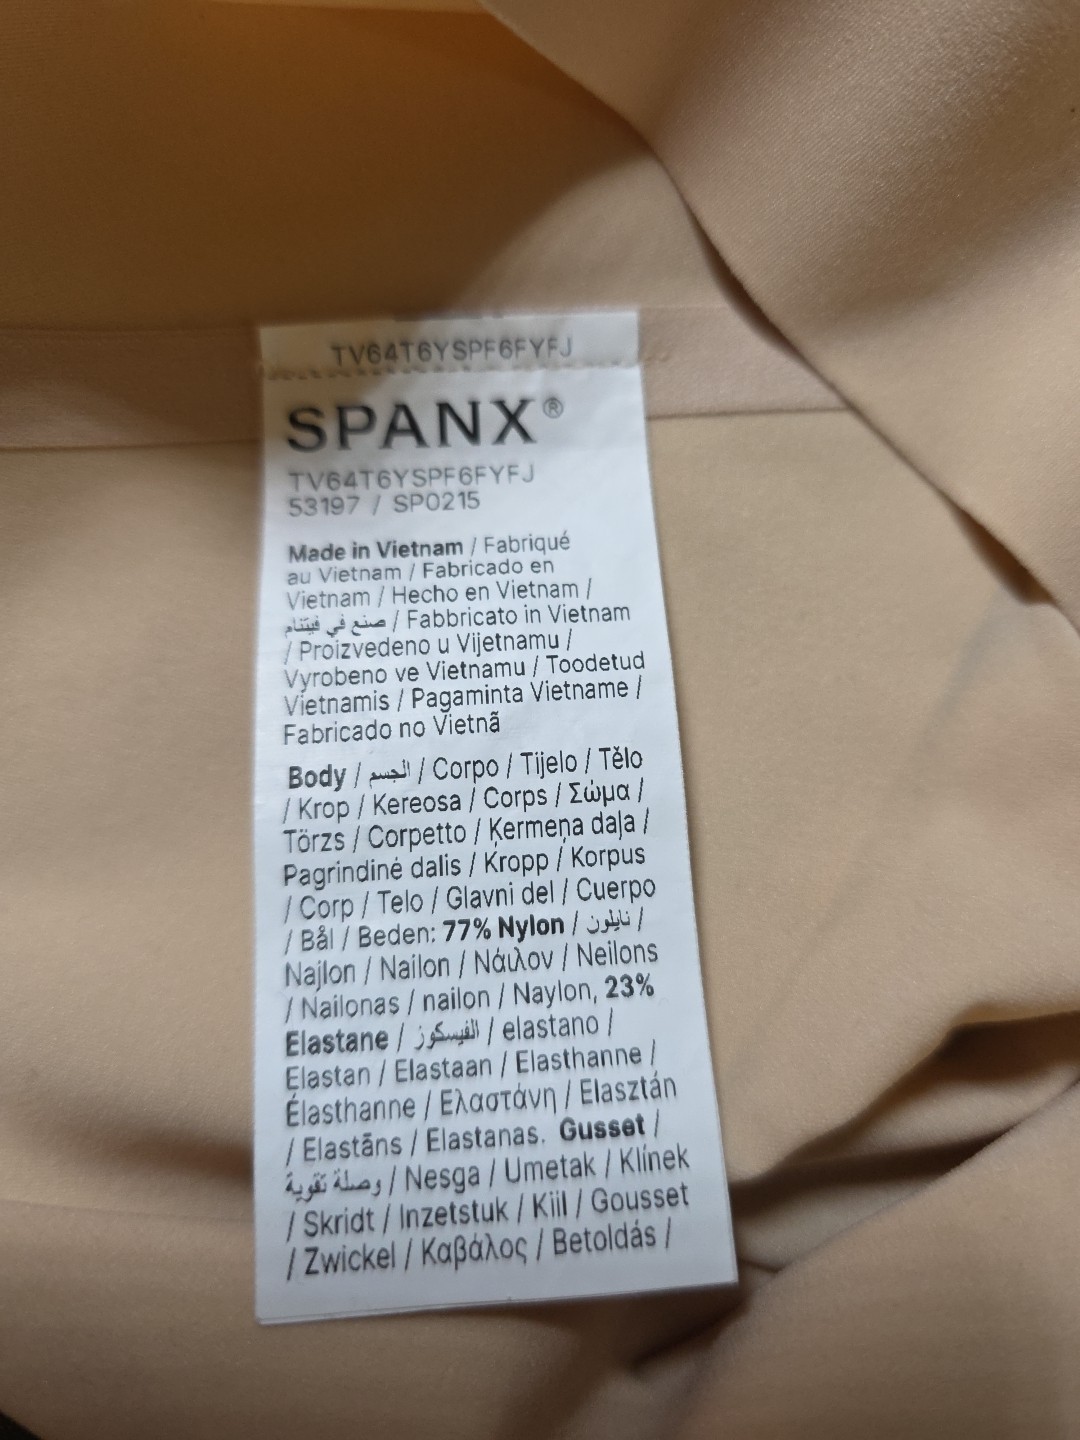 TV64T6YSPF6FYFJ
SPANX®
TV64T6YSPF6FYFJ
53197 / SP0215
Made in Vietnam / Fabriqué
au Vietnam / Fabricado en
Vietnam / Hecho en Vietnam /
صنع في فيتنام / Fabbricato in Vietnam
/ Proizvedeno u Vijetnamu /
Vyrobeno ve Vietnamu / Toodetud
Vietnamis / Pagaminta Vietname /
Fabricado no Vietnã
Body / الجسم / Corpo / Tijelo / Tělo
/ Krop / Kereosa / Corps / Σώμα /
Törzs / Corpetto / Ķermeņa daļa /
Pagrindinė dalis / Kropp / Korpus
/ Corp / Telo / Glavni del / Cuerpo
/ Bål / Beden: 77% Nylon / نايلون /
Najlon / Nailon / Νάιλον / Neilons
/ Nailonas / nailon / Naylon, 23%
Elastane / الفيسكوز / elastano /
Elastan / Elastaan / Elasthanne /
Élasthanne / Ελαστάνη / Elasztán
/ Elastāns / Elastanas. Gusset /
وصلة تقوية / Nesga / Umetak / Klínek
/ Skridt / Inzetstuk / Kiil / Gousset
/ Zwickel / Καβάλος / Betoldás /